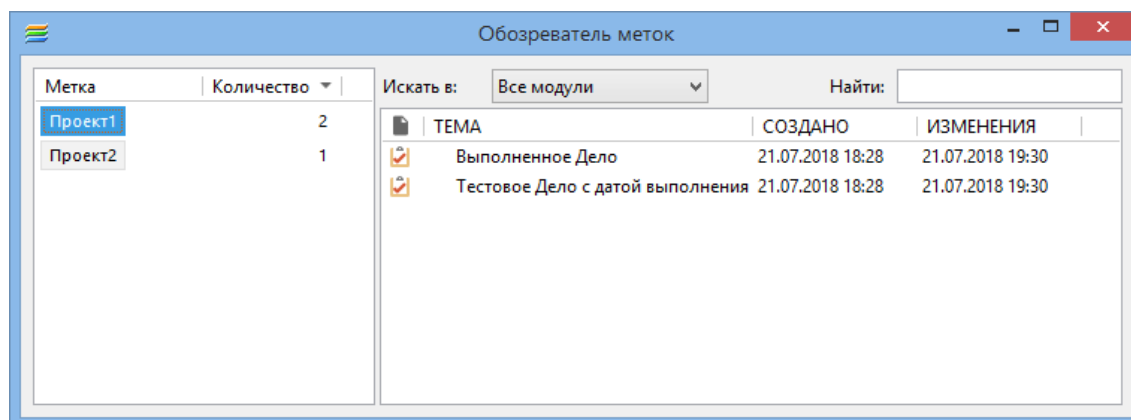 Обозреватель меток
Метка Количество
Проект1 2
Проект2 1
Искать в: Все модули Найти:
ТЕМА СОЗДАНО ИЗМЕНЕНИЯ
Выполненное Дело 21.07.2018 18:28 21.07.2018 19:30
Тестовое Дело с датой выполнения 21.07.2018 18:28 21.07.2018 19:30